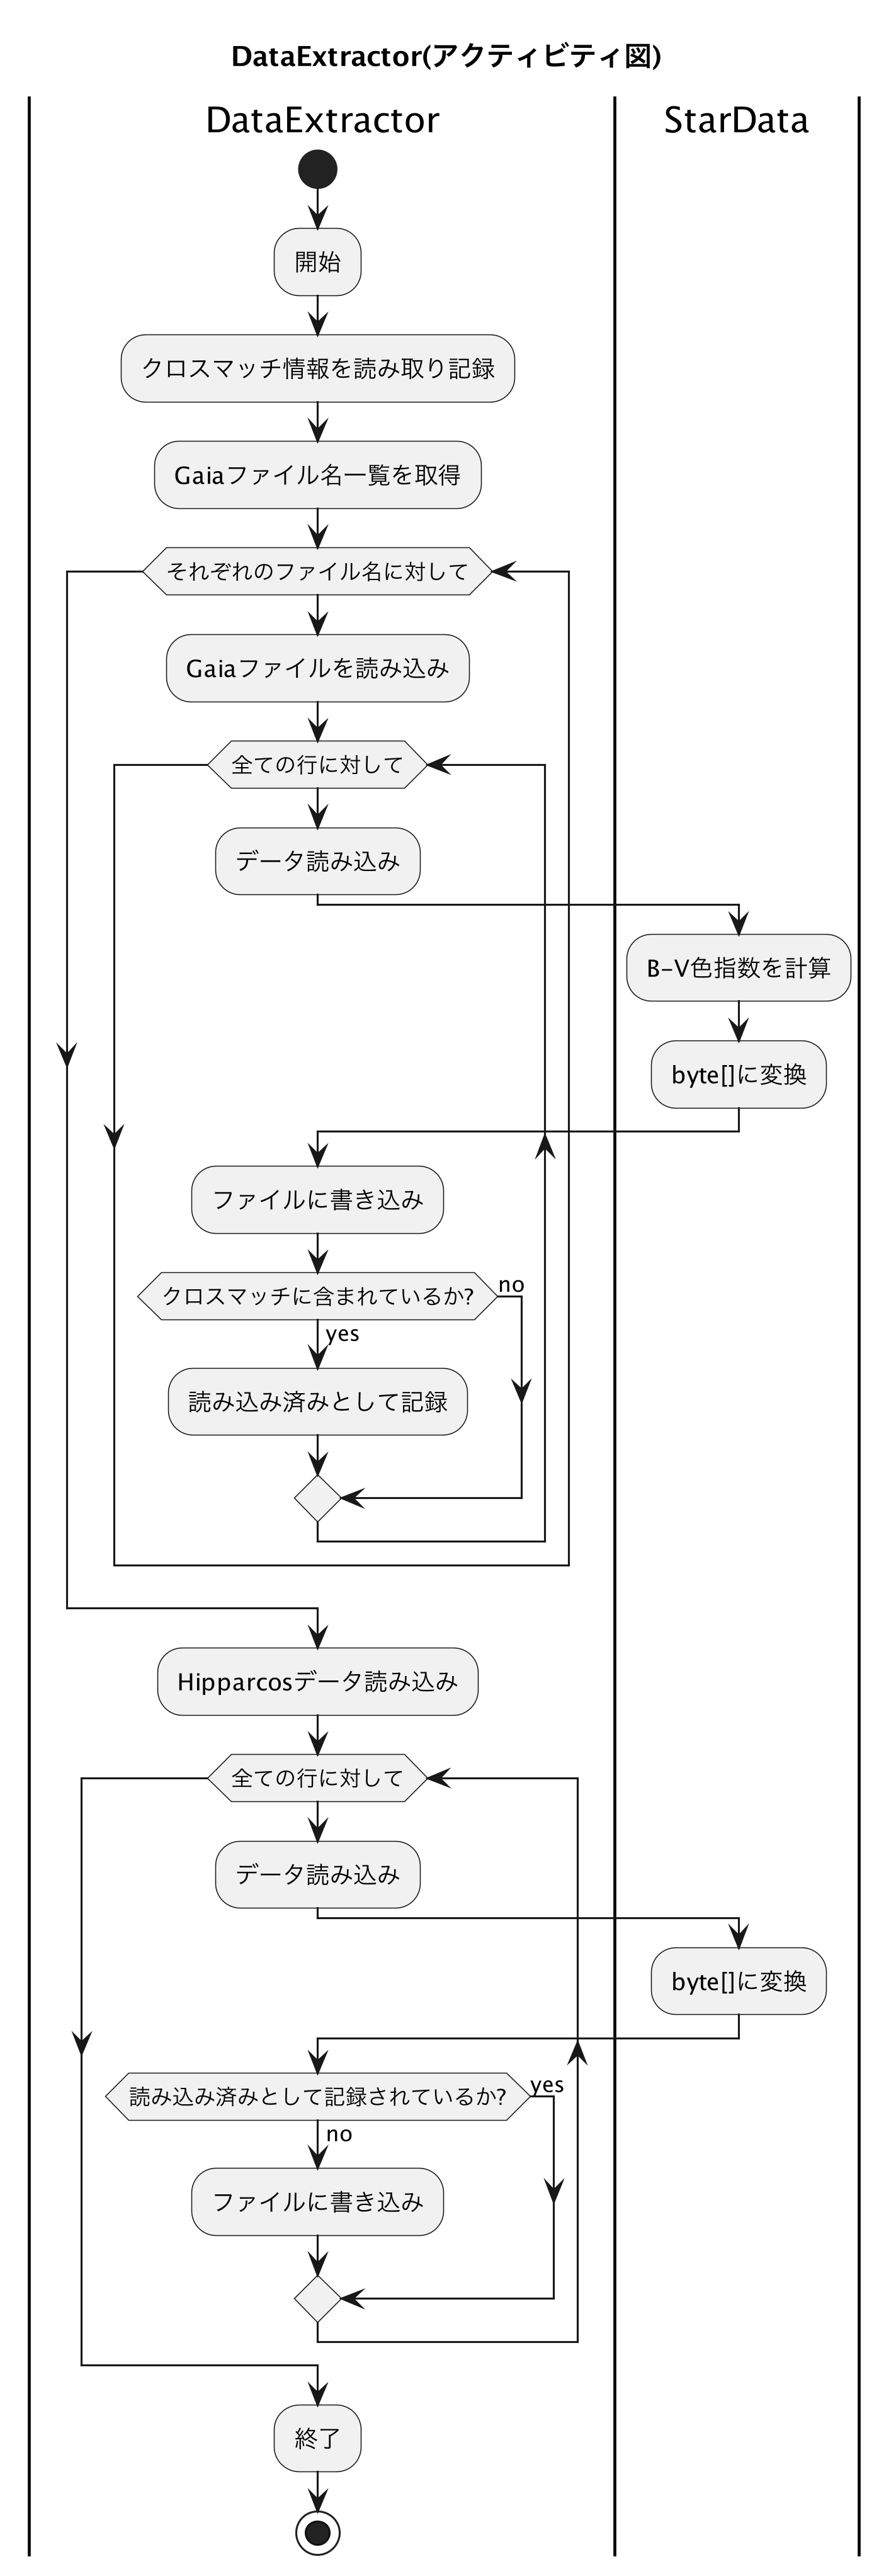 DataExtractor(アクティビティ図)
DataExtractor
StarData
開始
クロスマッチ情報を読み取り記録
Gaiaファイル名一覧を取得
それぞれのファイル名に対して
Gaiaファイルを読み込み
全ての行に対して
データ読み込み
B-V色指数を計算
byte[]に変換
ファイルに書き込み
クロスマッチに含まれているか?
no
yes
読み込み済みとして記録
Hipparcosデータ読み込み
全ての行に対して
データ読み込み
byte[]に変換
読み込み済みとして記録されているか?
yes
no
ファイルに書き込み
終了